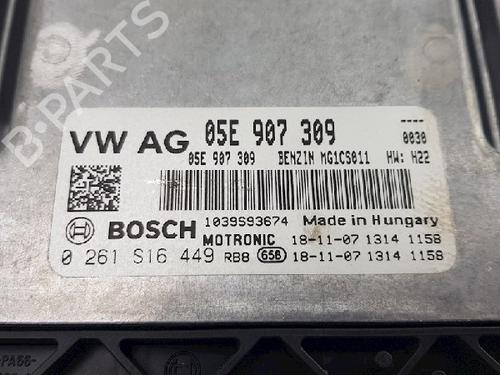 B-PARTS
VW AG 05E 907 309
----
0030
05E 907 309 BENZIN MG1CS011 HW: H22
BOSCH 1039S93674 Made in Hungary
MOTRONIC 18-11-07 1314 1158
0 261 S16 449 RB8 GSB 18-11-07 1314 1158